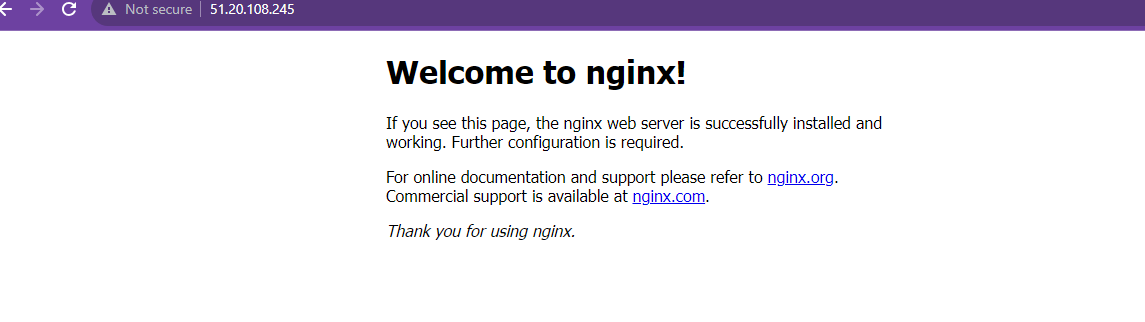 Not secure 51.20.108.245
Welcome to nginx!
If you see this page, the nginx web server is successfully installed and
working. Further configuration is required.
For online documentation and support please refer to nginx.org.
Commercial support is available at nginx.com.
Thank you for using nginx.